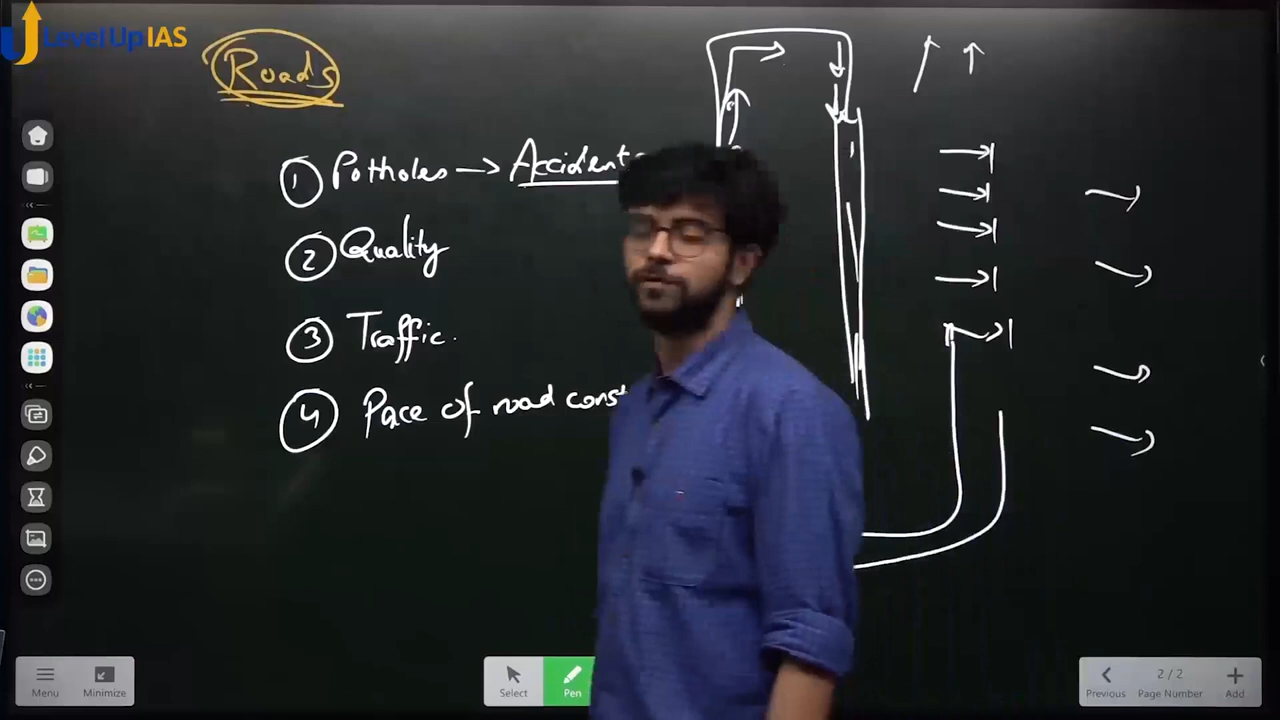 LevelUp IAS
Roads
1 Potholes → Accident
2 Quality
3 Traffic.
4 Pace of road const
Menu
Minimize
Select
Pen
Previous
2/2
Page Number
Add